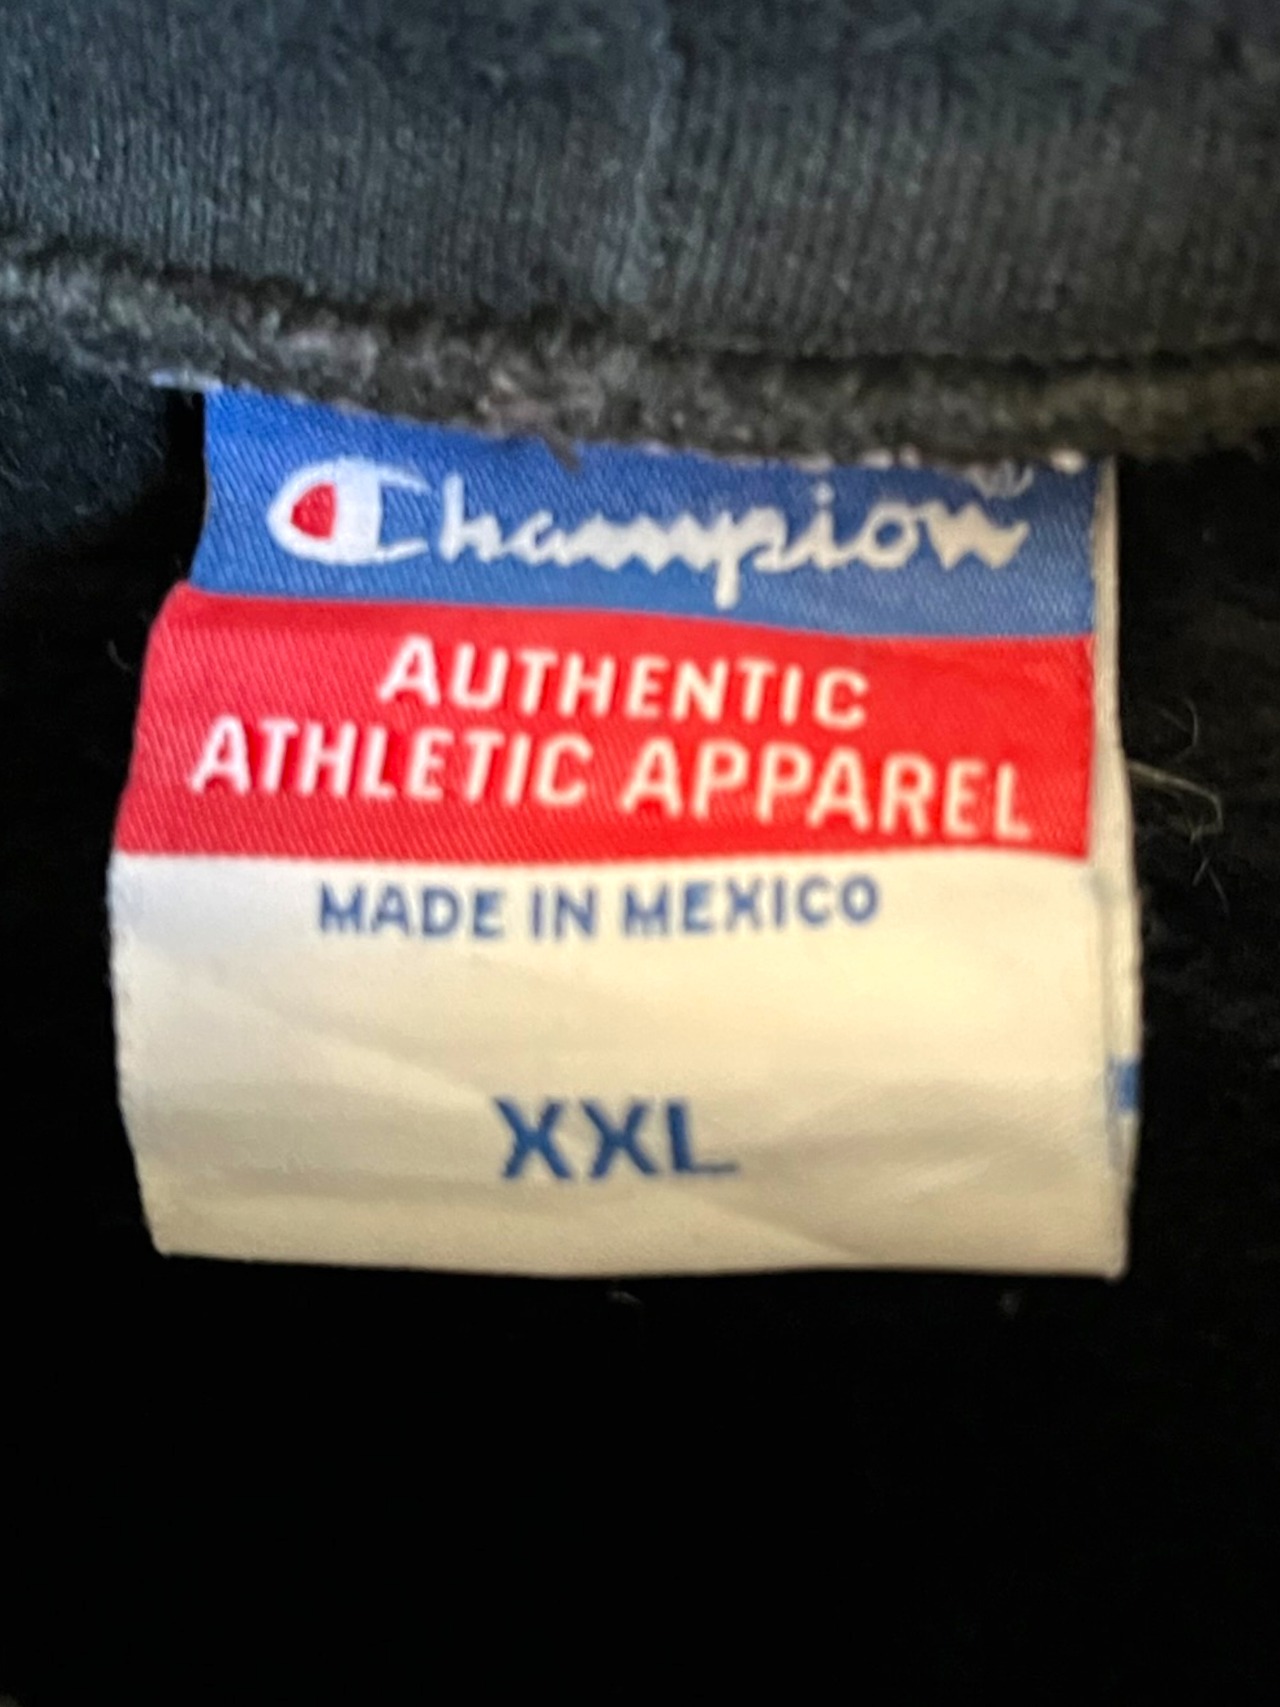 Champion®
AUTHENTIC
ATHLETIC APPAREL
MADE IN MEXICO
XXL